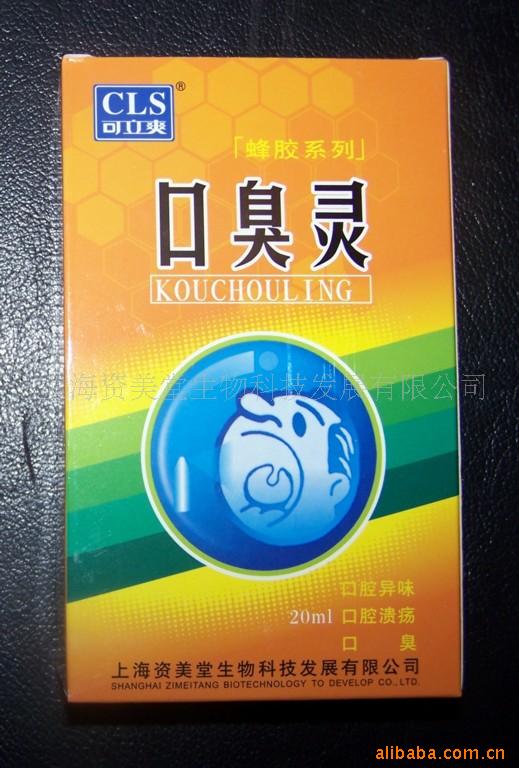 CLS®
可立爽
「蜂胶系列」
口臭灵
KOUCHOULING
海资美堂生物科技发展有限公司
口腔异味
20ml 口腔溃疡
口 臭
上海资美堂生物科技发展有限公司
SHANGHAI ZIMEITANG BIOTECHNOLOGY TO DEVELOP CO.,LTD.
alibaba.com.cn